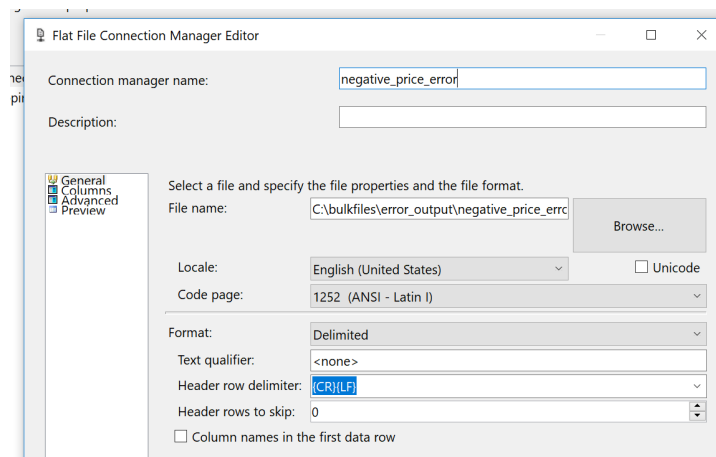 Flat File Connection Manager Editor
Connection manager name: negative_price_error
Description:
General
Columns
Advanced
Preview
Select a file and specify the file properties and the file format.
File name: C:\bulkfiles\error_output\negative_price_errc
Browse...
Locale: English (United States)
Unicode
Code page: 1252 (ANSI - Latin I)
Format: Delimited
Text qualifier: <none>
Header row delimiter: {CR}{LF}
Header rows to skip: 0
Column names in the first data row